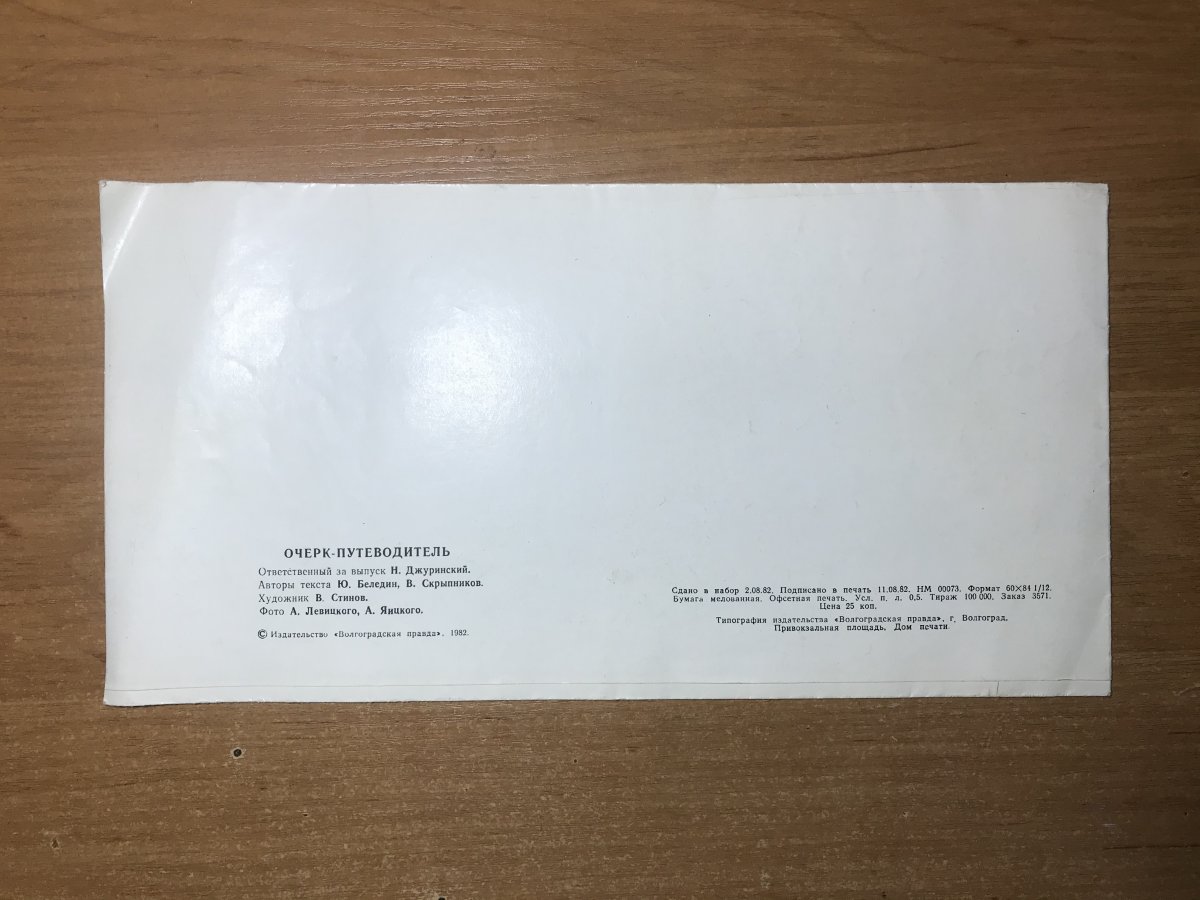 ОЧЕРК-ПУТЕВОДИТЕЛЬ
Ответственный за выпуск Н. Джуринский.
Авторы текста Ю. Беледин, В. Скрыпников.
Художник В. Стинов.
Фото А. Левицкого, А. Яицкого.
© Издательство «Волгоградская правда», 1982.
Сдано в набор 2.08.82. Подписано в печать 11.08.82. НМ 00073. Формат 60×84 1/12.
Бумага мелованная. Офсетная печать. Усл. п. л. 0,5. Тираж 100 000. Заказ 3571.
Цена 25 коп.
Типография издательства «Волгоградская правда», г. Волгоград,
Привокзальная площадь, Дом печати.